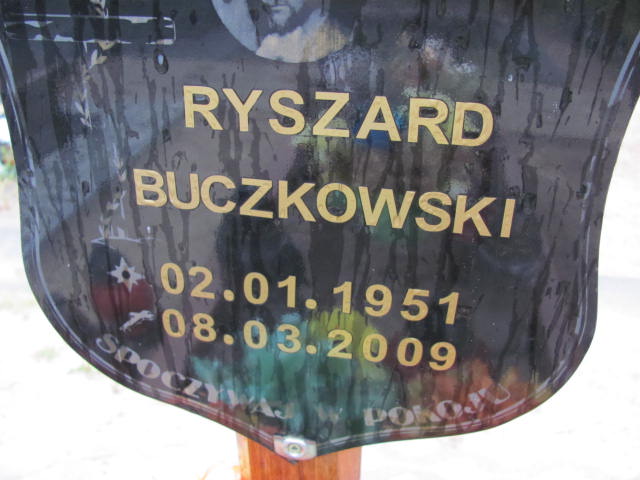 RYSZARD
BUCZKOWSKI
02.01.1951
08.03.2009
SPOCZYWAJ W POKOJU